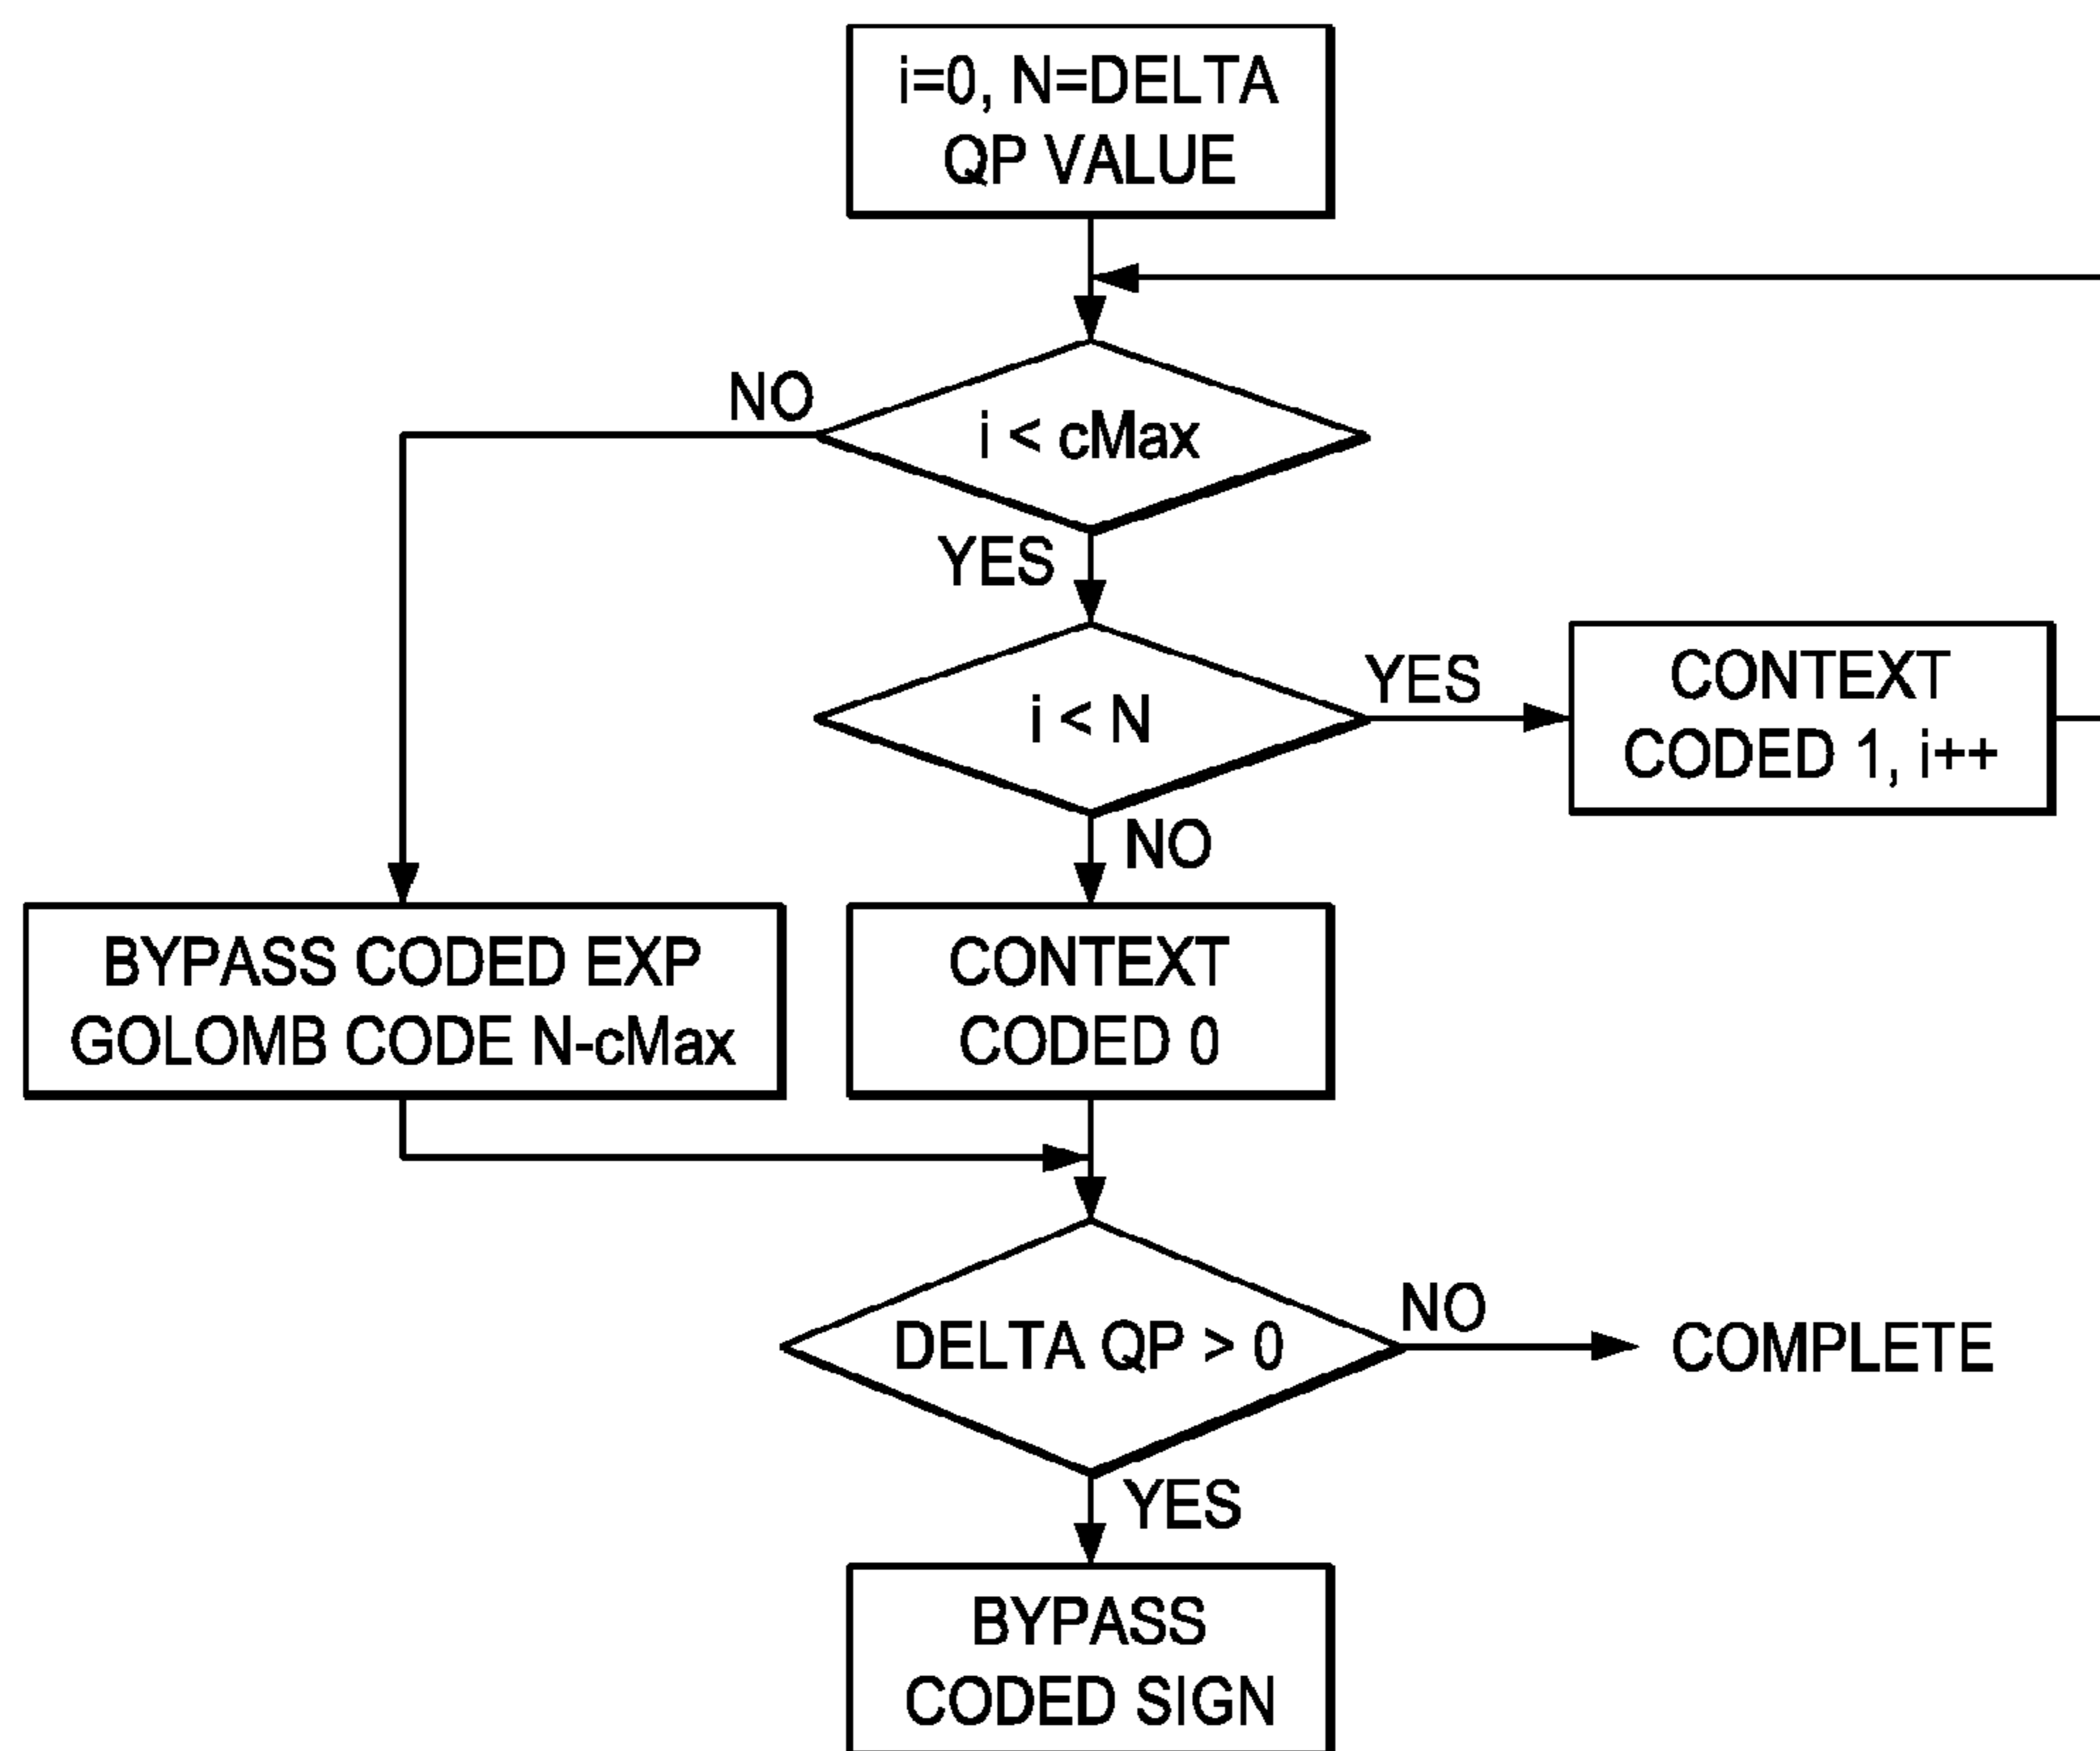 i=0, N=DELTA
QP VALUE
NO
i < cMax
YES
i < N
YES
CONTEXT
CODED 1, i++
NO
BYPASS CODED EXP
GOLOMB CODE N-cMax
CONTEXT
CODED 0
DELTA QP > 0
NO
COMPLETE
YES
BYPASS
CODED SIGN